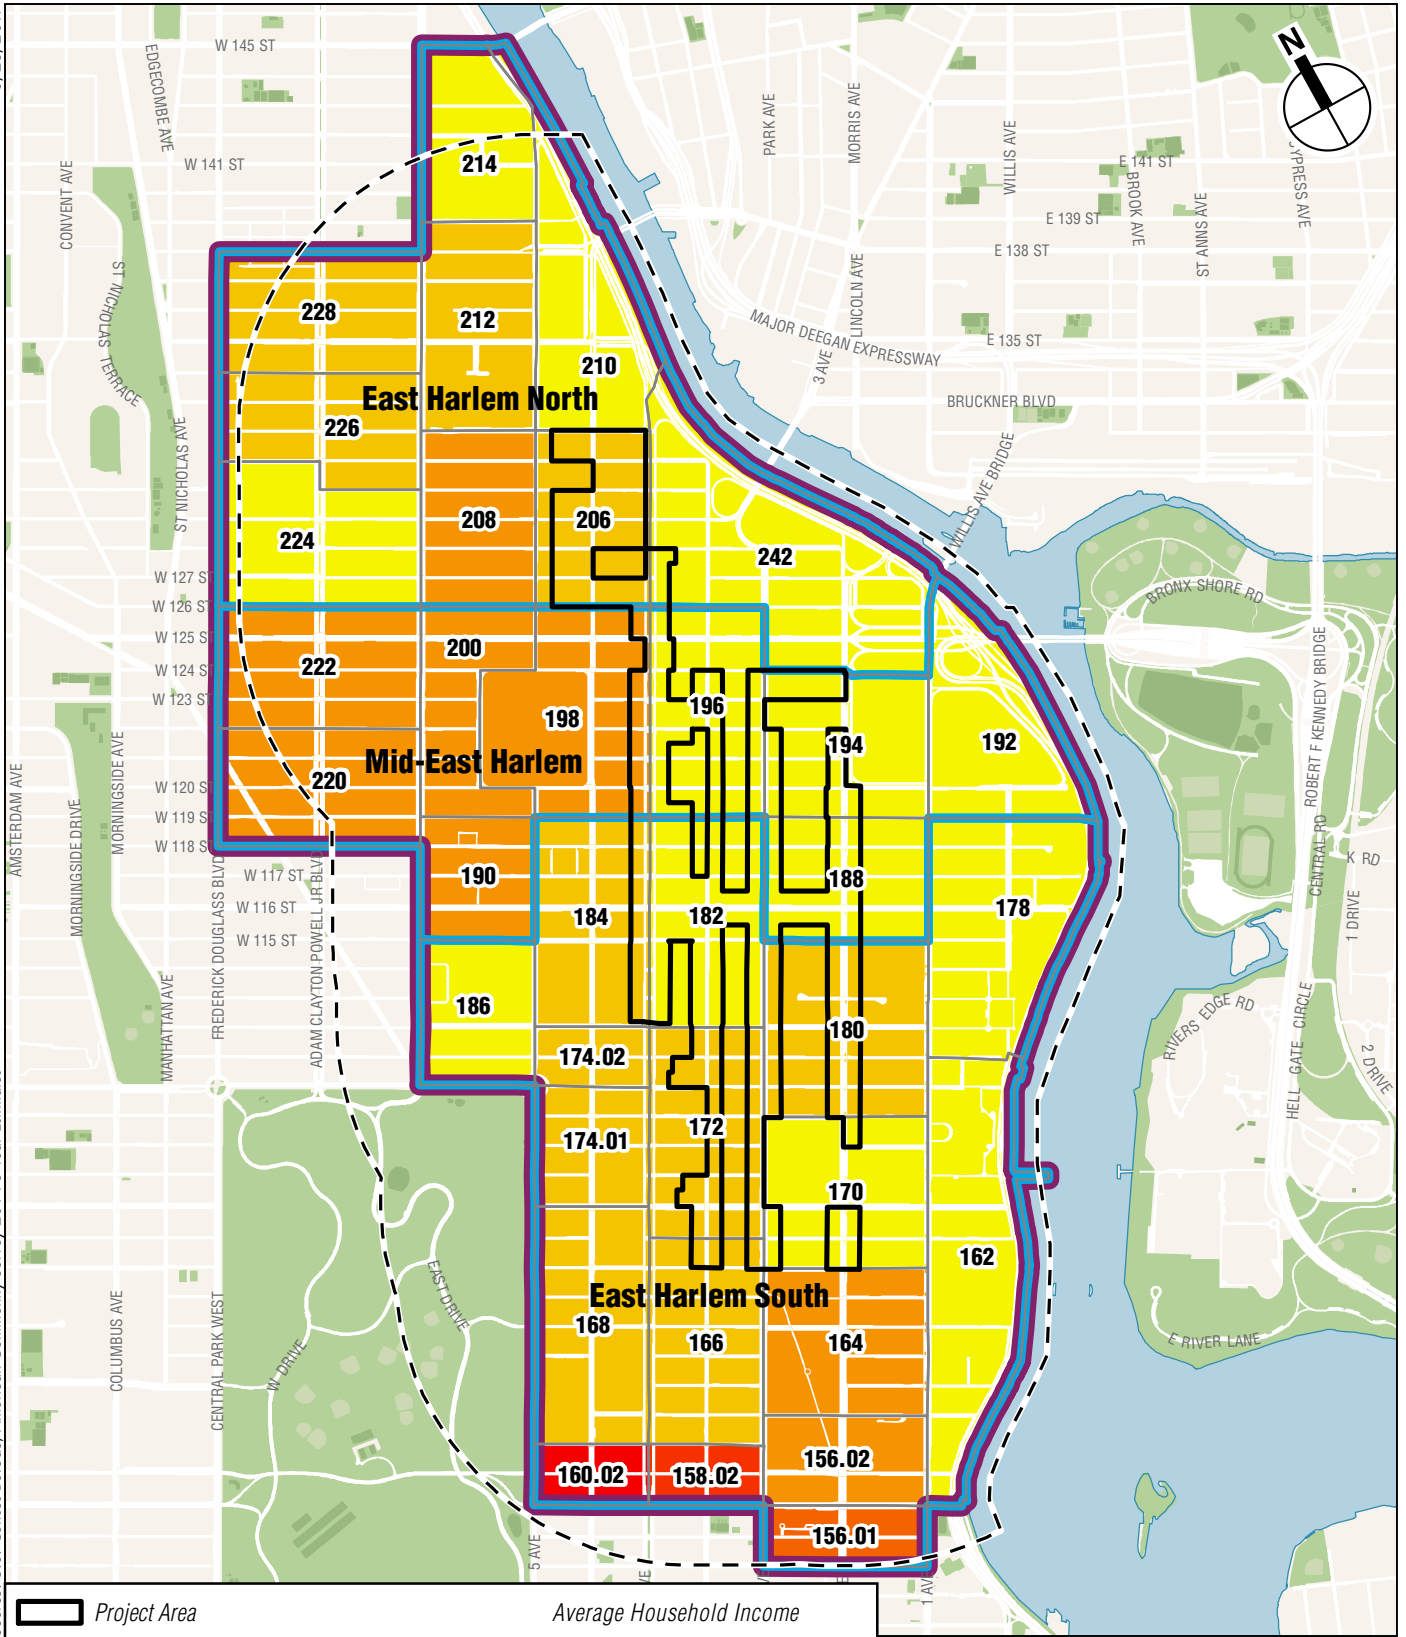 W 145 ST
EDGECOMBE AVE
W 141 ST
CONVENT AVE
PARK AVE
MORRIS AVE
WILLIS AVE
E 141 ST
BROOK AVE
ST ANNS AVE
N
E 139 ST
E 138 ST
214
ST NICHOLAS TERRACE
LINCOLN AVE
MAJOR DEEGAN EXPRESSWAY
3 AVE
E 135 ST
228
212
210
BRUCKNER BLVD
East Harlem North
226
ST NICHOLAS AVE
WILLIS AVE BRIDGE
208
206
224
242
W 127 ST
W 126 ST
W 125 ST
W 124 ST
W 123 ST
BRONX SHORE RD
200
222
198
196
194
192
ROBERT F KENNEDY BRIDGE
Mid-East Harlem
220
W 120 ST
W 119 ST
W 118 S
AMSTERDAM AVE
MORNINGSIDE DRIVE
MORNINGSIDE AVE
CENTRAL RD
K RD
1 DRIVE
W 117 ST
W 116 ST
W 115 ST
FREDERICK DOUGLASS BLVD
ADAM CLAYTON POWELL JR BLVD
MANHATTAN AVE
190
188
184
182
178
186
180
RIVERS EDGE RD
HELL GATE CIRCLE
2 DRIVE
174.02
172
174.01
170
162
EAST DRIVE
W DRIVE
CENTRAL PARK WEST
COLUMBUS AVE
East Harlem South
168
166
164
E RIVER LANE
160.02
158.02
156.02
156.01
5 AVE
1 AVE
Project Area
Average Household Income